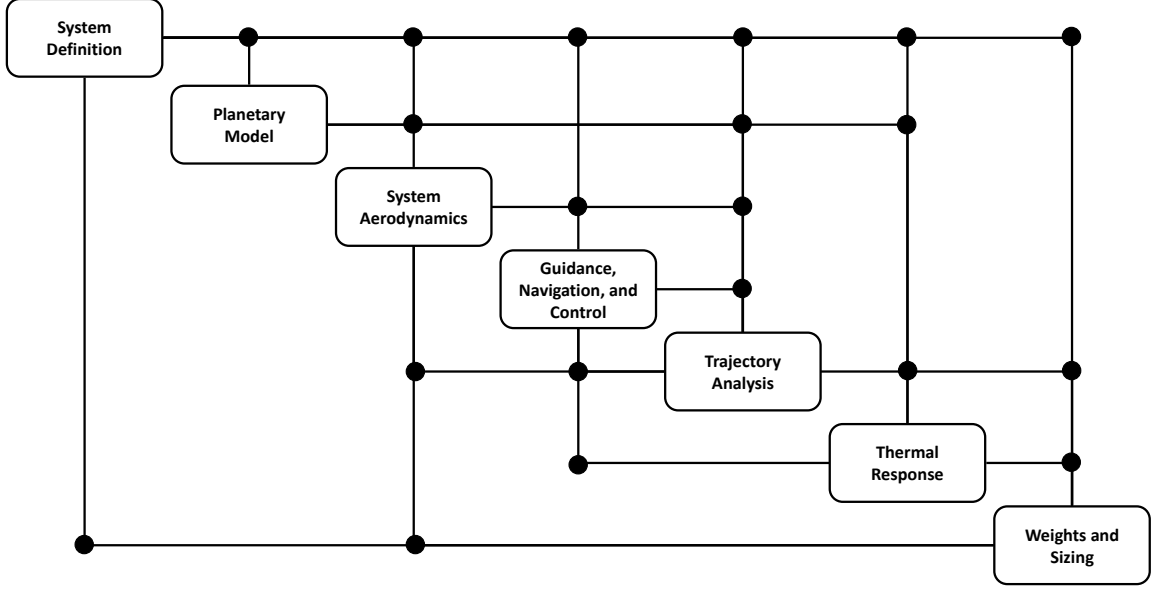 System
Definition
Planetary
Model
System
Aerodynamics
Guidance,
Navigation, and
Control
Trajectory
Analysis
Thermal
Response
Weights and
Sizing